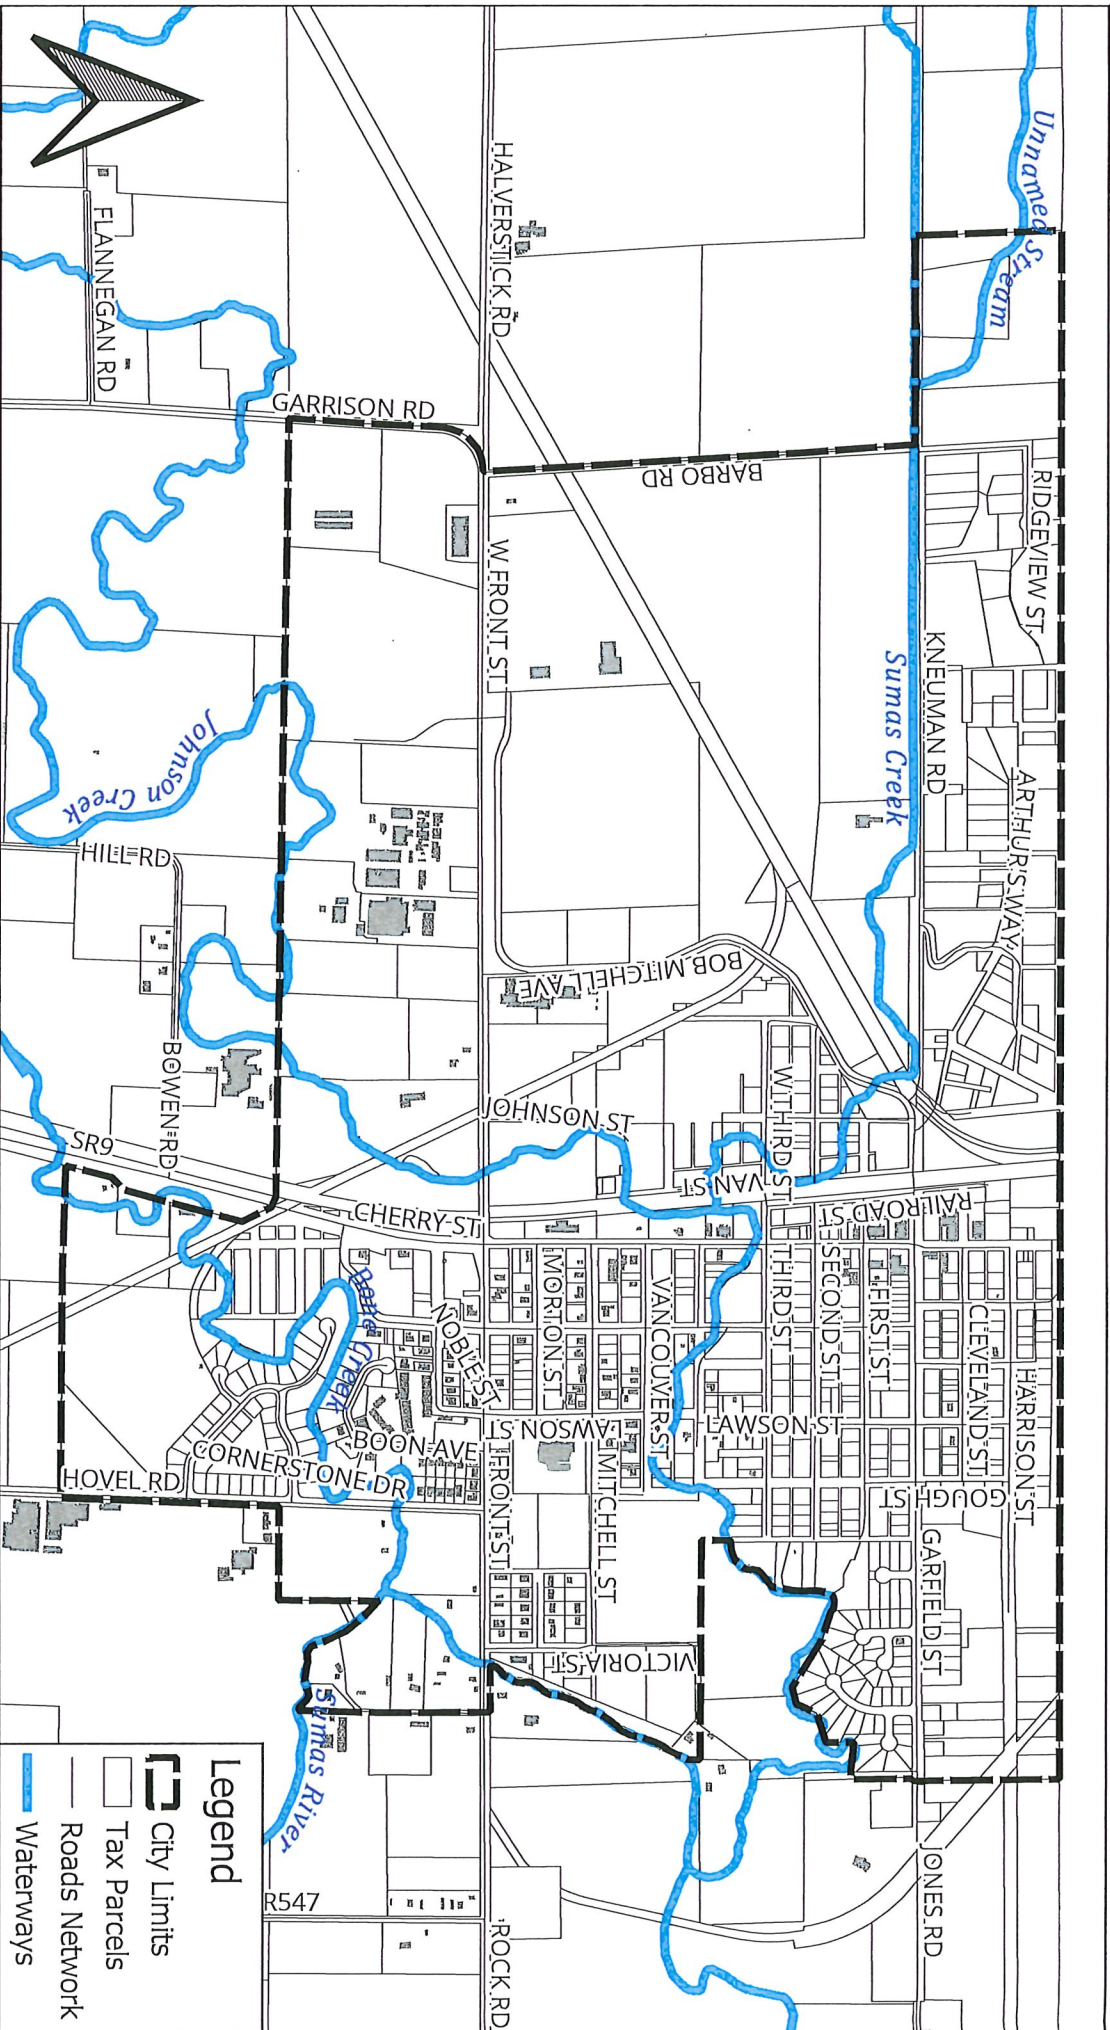 Unnamed Stream
HALVERSTICK RD
FLANNEGAN RD
GARRISON RD
BARBO RD
RIDGEVIEW ST
W FRONT ST
KNEUMAN RD
Sumas Creek
ARTHUR'S WAY
Johnson Creek
HILL RD
BOB MITCHELL AVE
BOWEN RD
JOHNSON ST
W THIRD ST
SR9
VAN ST
CHERRY ST
RAILROAD ST
Bone Creek
NOBLE ST
MORTON ST
VANCOUVER ST
THIRD ST
SECOND ST
FIRST ST
CLEVELAND ST
HARRISON ST
LAWSON ST
LAWSON ST
BOON AVE
CORNERSTONE DR
HOVEL RD
FRONT ST
MITCHELL ST
GOUGH ST
GARFIELD ST
VICTORIA ST
Sumas River
JONES RD
R547
ROCK RD
Legend
City Limits
Tax Parcels
Roads Network
Waterways